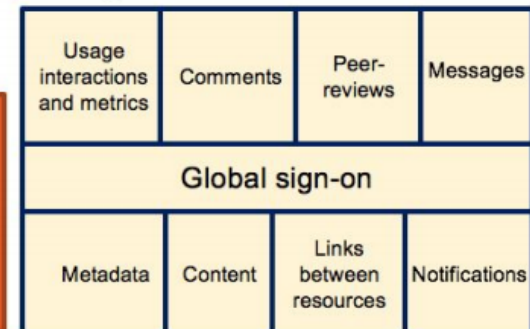 Usage
interactions
and metrics
Comments
Peer-
reviews
Messages
Global sign-on
Metadata
Content
Links
between
resources
Notifications